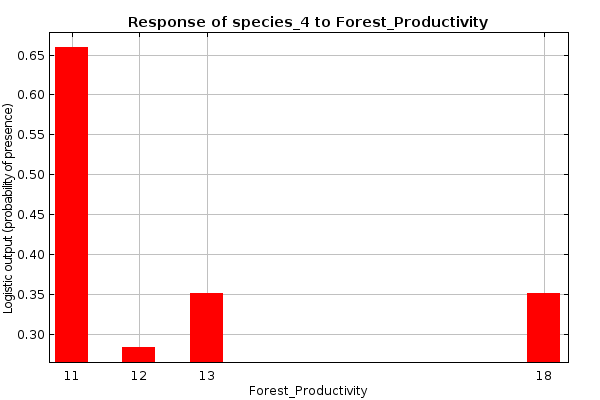 Response of species_4 to Forest_Productivity
Logistic output (probability of presence)
0.65
0.60
0.55
0.50
0.45
0.40
0.35
0.30
11 12 13 18
Forest_Productivity